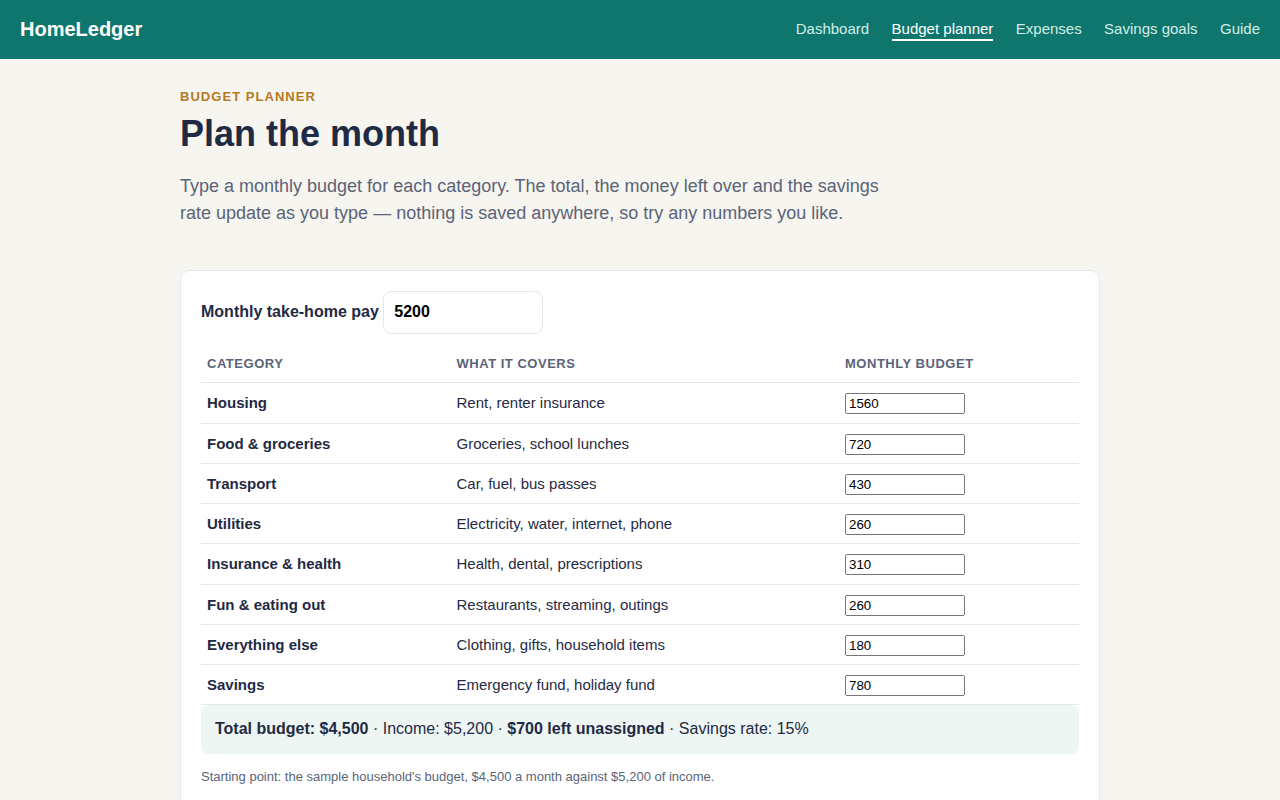 HomeLedger
Dashboard Budget planner Expenses Savings goals Guide
BUDGET PLANNER
Plan the month
Type a monthly budget for each category. The total, the money left over and the savings
rate update as you type — nothing is saved anywhere, so try any numbers you like.
Monthly take-home pay 5200
CATEGORY WHAT IT COVERS MONTHLY BUDGET
Housing Rent, renter insurance 1560
Food & groceries Groceries, school lunches 720
Transport Car, fuel, bus passes 430
Utilities Electricity, water, internet, phone 260
Insurance & health Health, dental, prescriptions 310
Fun & eating out Restaurants, streaming, outings 260
Everything else Clothing, gifts, household items 180
Savings Emergency fund, holiday fund 780
Total budget: $4,500 · Income: $5,200 · $700 left unassigned · Savings rate: 15%
Starting point: the sample household's budget, $4,500 a month against $5,200 of income.